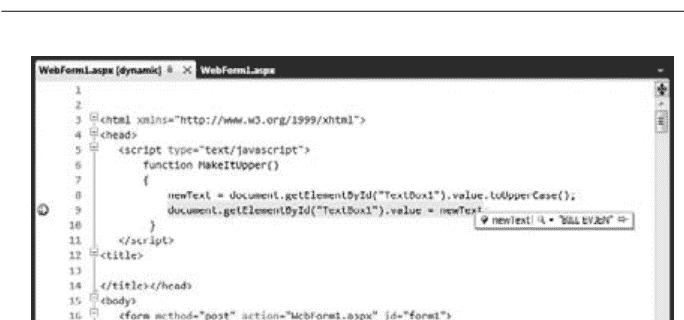 WebForm1.aspx [dynamic] WebForm1.aspx
1
2
3 <html xmlns="http://www.w3.org/1999/xhtml">
4 <head>
5 <script type="text/javascript">
6 function MakeItUpper()
7 {
8 newText = document.getElementById("TextBox1").value.toUpperCase();
9 document.getElementById("TextBox1").value = newText
newText "BILL EVJEN"
10 }
11 </script>
12 <title>
13
14 </title></head>
15 <body>
16 <form method="post" action="WebForm1.aspx" id="form1">